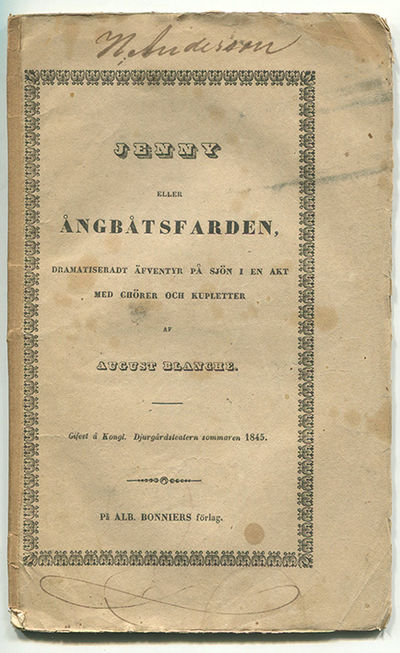 N. Anderson
JENNY
ELLER
ÅNGBÅTSFARDEN,
DRAMATISERADT ÄFVENTYR PÅ SJÖN I EN AKT
MED CHÖRER OCH KUPLETTER
AF
AUGUST BLANCHE.
Gifvet å Kongl. Djurgårdsteatern sommaren 1845.
På ALB. BONNIERS förlag.